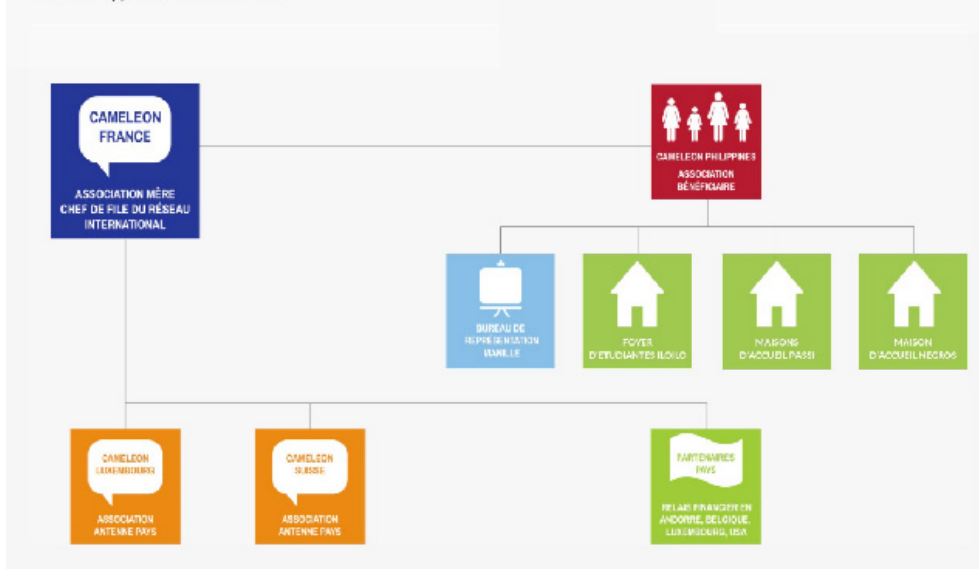 CAMELEON
FRANCE
ASSOCIATION MÈRE
CHEF DE FILE DU RÉSEAU
INTERNATIONAL
CAMELEON PHILIPPINES
ASSOCIATION
BÉNÉFICIAIRE
BUREAU DE
REPRÉSENTATION
MANILLE
FOYER
D'ÉTUDIANTES ILOILO
MAISONS
D'ACCUEIL PASSI
MAISON
D'ACCUEIL NEGROS
CAMELEON
LUXEMBOURG
ASSOCIATION
ANTENNE PAYS
CAMELEON
SUISSE
ASSOCIATION
ANTENNE PAYS
PARTENAIRES
PAYS
RELAIS FINANCIER EN
ANDORRE, BELGIQUE,
LUXEMBOURG, USA